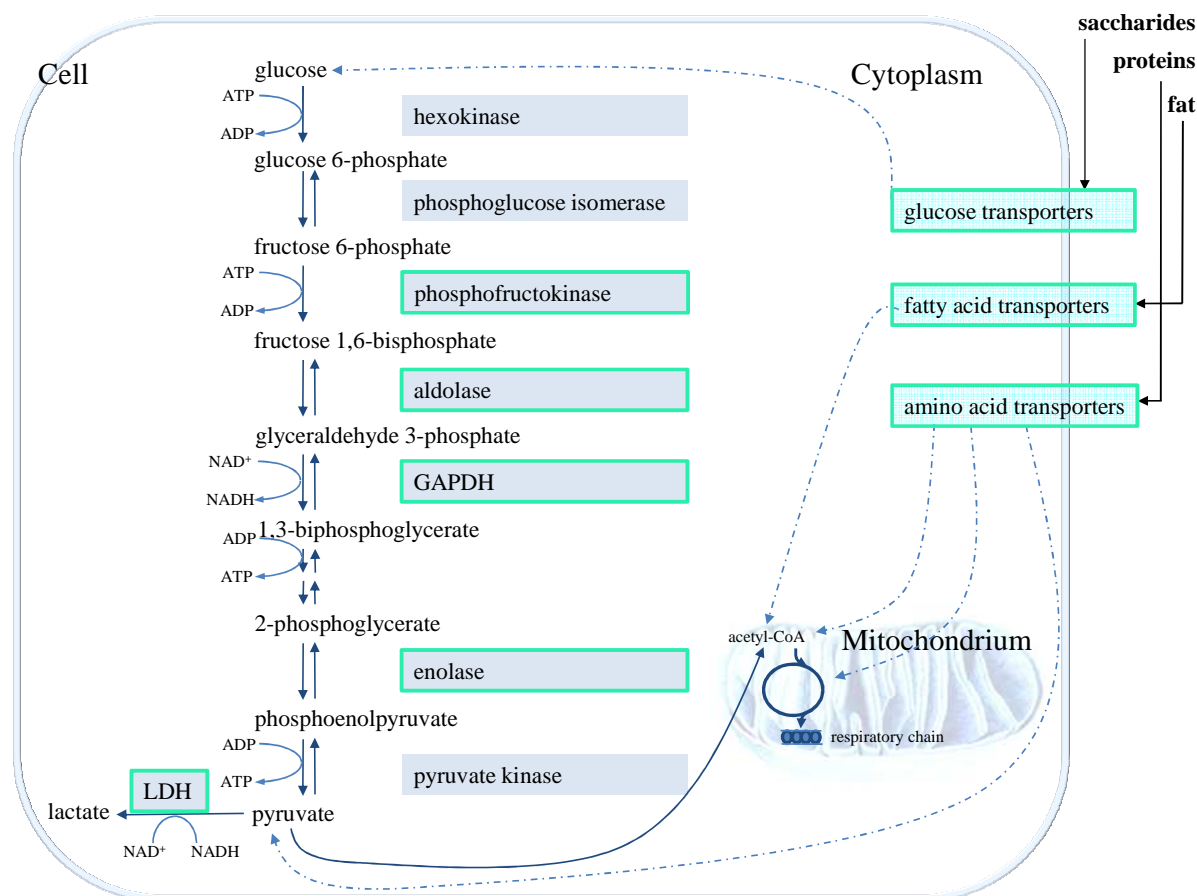 saccharides
proteins
fat
Cell
Cytoplasm
glucose
ATP
ADP
hexokinase
glucose 6-phosphate
phosphoglucose isomerase
glucose transporters
fructose 6-phosphate
ATP
ADP
phosphofructokinase
fatty acid transporters
fructose 1,6-bisphosphate
aldolase
amino acid transporters
glyceraldehyde 3-phosphate
NAD+
NADH
GAPDH
1,3-biphosphoglycerate
ADP
ATP
2-phosphoglycerate
acetyl-CoA
Mitochondrium
enolase
phosphoenolpyruvate
respiratory chain
ADP
ATP
pyruvate kinase
LDH
lactate
pyruvate
NAD+
NADH